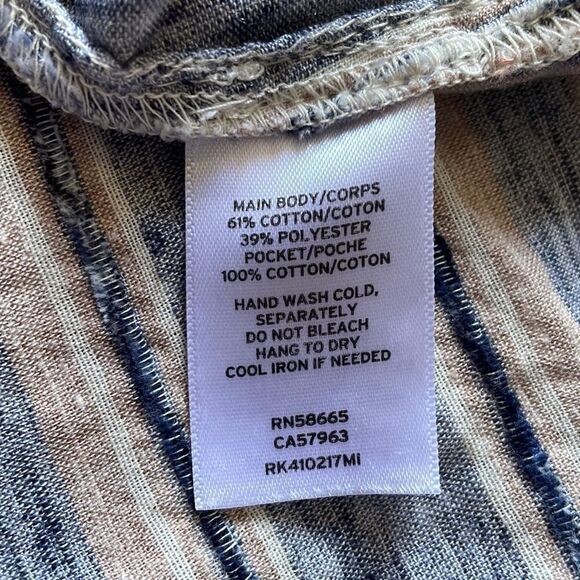 MAIN BODY/CORPS
61% COTTON/COTON
39% POLYESTER
POCKET/POCHE
100% COTTON/COTON
HAND WASH COLD,
SEPARATELY
DO NOT BLEACH
HANG TO DRY
COOL IRON IF NEEDED
RN58665
CA57963
RK410217Mi